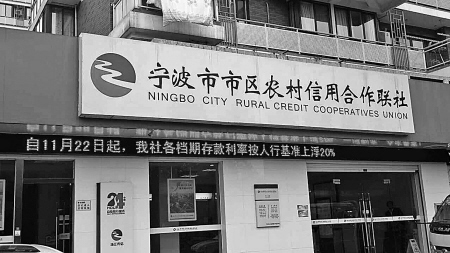 宁波市市区农村信用合作联社
NINGBO CITY RURAL CREDIT COOPERATIVES UNION
自11月22日起，我社各档期存款利率按人行基准上浮20%
24